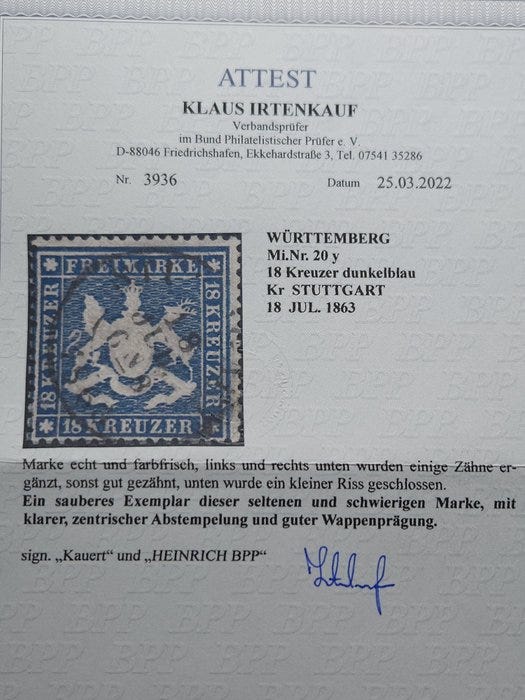 ATTEST
KLAUS IRTENKAUF
Verbandsprüfer
im Bund Philatelistischer Prüfer e. V.
D-88046 Friedrichshafen, Ekkehardstraße 3, Tel. 07541 35286
Nr. 3936 Datum 25.03.2022
WÜRTTEMBERG
Mi.Nr. 20 y
18 Kreuzer dunkelblau
Kr STUTTGART
18 JUL. 1863
FREIMARKE
18 KREUZER
18 KREUZER
18 KREUZER
Marke echt und farbfrisch, links und rechts unten wurden einige Zähne er-
gänzt, sonst gut gezähnt, unten wurde ein kleiner Riss geschlossen.
Ein sauberes Exemplar dieser seltenen und schwierigen Marke, mit
klarer, zentrischer Abstempelung und guter Wappenprägung.
sign. „Kauert" und „HEINRICH BPP"